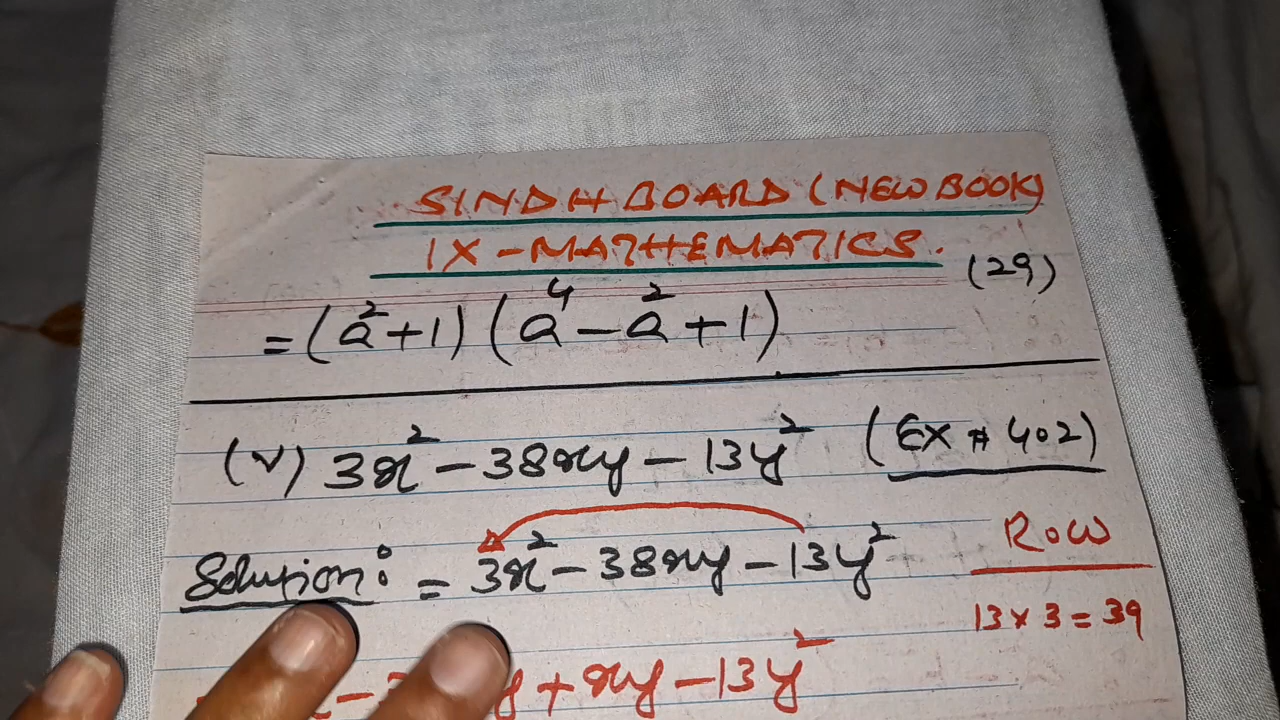 SINDH BOARD (NEW BOOK)
IX - MATHEMATICS.
(29)
= (a²+1) (a⁴ - a² + 1)
(v) 3x² - 38xy - 13y² (Ex # 4.2)
Solution: = 3x² - 38xy - 13y²
Row
13 x 3 = 39
y + xy - 13y²